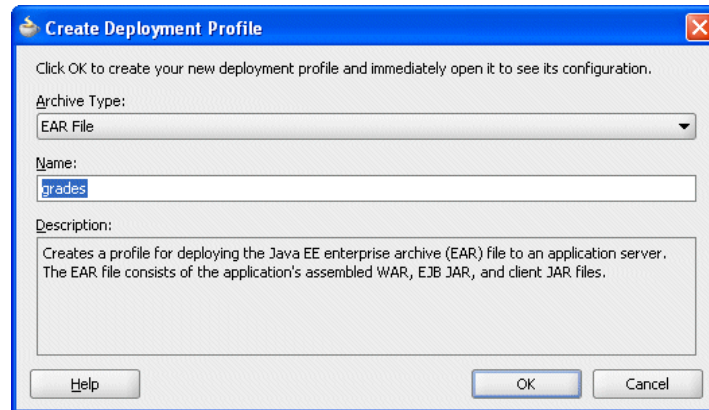 Create Deployment Profile
Click OK to create your new deployment profile and immediately open it to see its configuration.
Archive Type:
EAR File
Name:
grades
Description:
Creates a profile for deploying the Java EE enterprise archive (EAR) file to an application server.
The EAR file consists of the application's assembled WAR, EJB JAR, and client JAR files.
Help OK Cancel